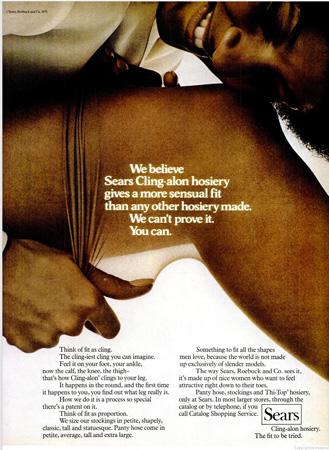 © Sears, Roebuck and Co. 1975
We believe
Sears Cling-alon hosiery
gives a more sensual fit
than any other hosiery made.
We can't prove it.
You can.
Think of fit as cling.
The cling-iest cling you can imagine.
Feel it on your foot, your ankle,
now the calf, the knee, the thigh–
that's how Cling-alon® clings to your leg.
It happens in the round, and the first time
it happens to you, you find out what leg really is.
How we do it is a process so special
there's a patent on it.
Think of fit as proportion.
We size our stockings in petite, shapely,
classic, tall and statuesque. Panty hose come in
petite, average, tall and extra large.
Something to fit all the shapes
men love, because the world is not made
up exclusively of slender models.
The way Sears, Roebuck and Co. sees it,
it's made up of nice women who want to feel
attractive right down to their toes.
Panty hose, stockings and Thi-Top® hosiery,
only at Sears. In most larger stores, through the
catalog or by telephone, if you
call Catalog Shopping Service.
Sears
Cling-alon hosiery.
The fit to be tried.